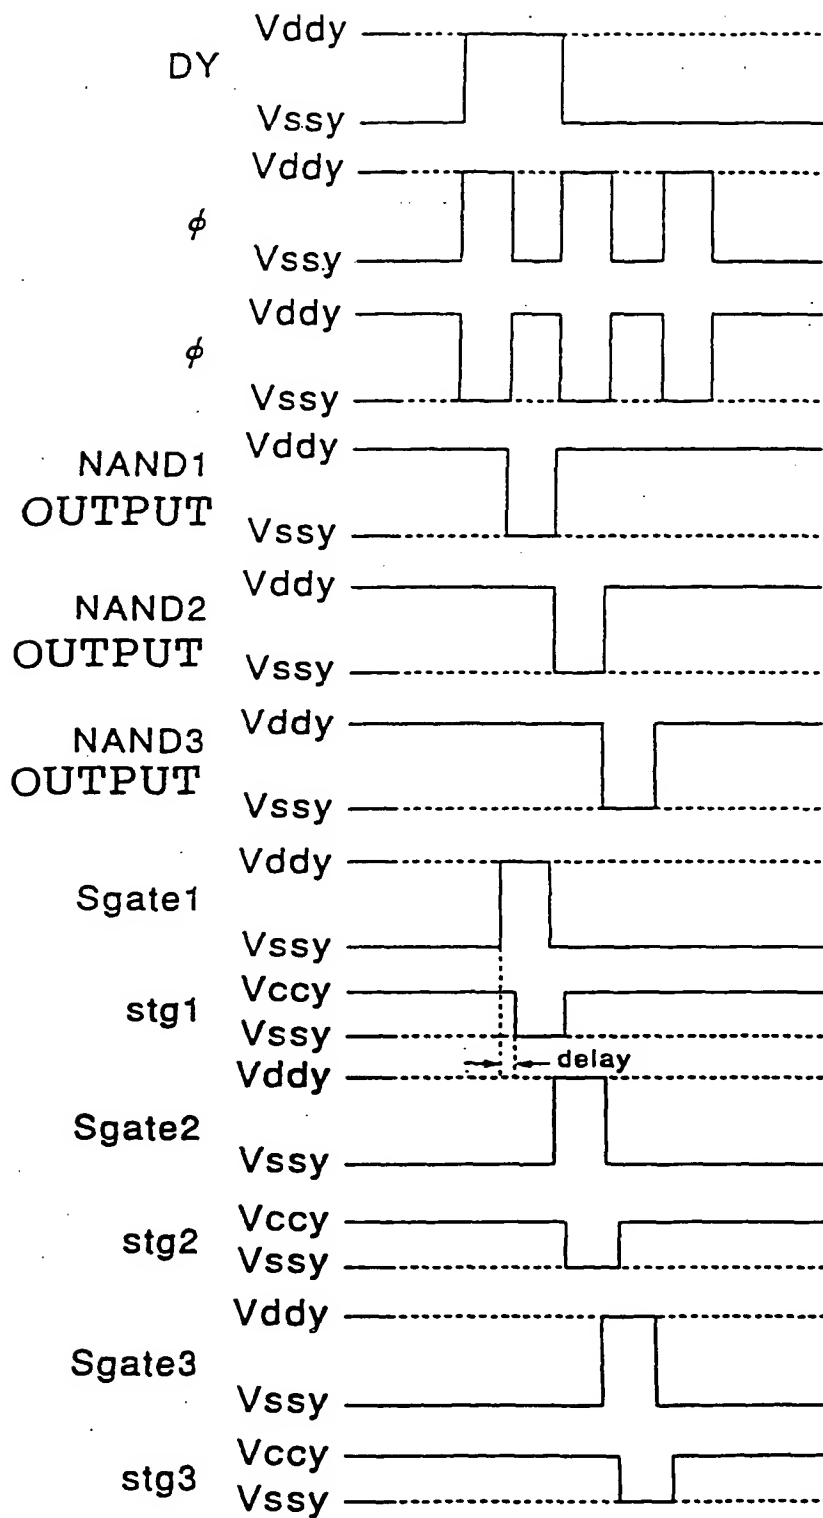 Vddy
DY
Vssy
Vddy
ϕ
Vssy
Vddy
ϕ
Vssy
Vddy
NAND1
OUTPUT
Vssy
Vddy
NAND2
OUTPUT
Vssy
Vddy
NAND3
OUTPUT
Vssy
Vddy
Sgate1
Vssy
Vccy
stg1
Vssy
delay
Vddy
Sgate2
Vssy
Vccy
stg2
Vssy
Vddy
Sgate3
Vssy
Vccy
stg3
Vssy